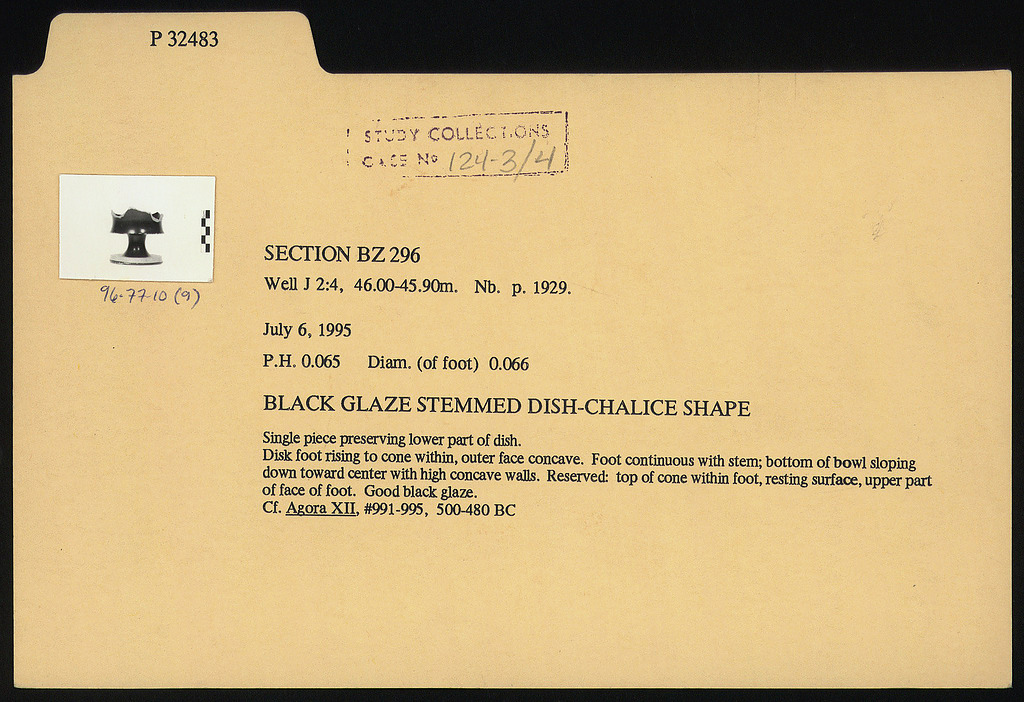 P 32483
STUDY COLLECTIONS
CASE No 124-3/4
96-77-10 (9)
SECTION BZ 296
Well J 2:4, 46.00-45.90m. Nb. p. 1929.
July 6, 1995
P.H. 0.065 Diam. (of foot) 0.066
BLACK GLAZE STEMMED DISH-CHALICE SHAPE
Single piece preserving lower part of dish.
Disk foot rising to cone within, outer face concave. Foot continuous with stem; bottom of bowl sloping
down toward center with high concave walls. Reserved: top of cone within foot, resting surface, upper part
of face of foot. Good black glaze.
Cf. Agora XII, #991-995, 500-480 BC